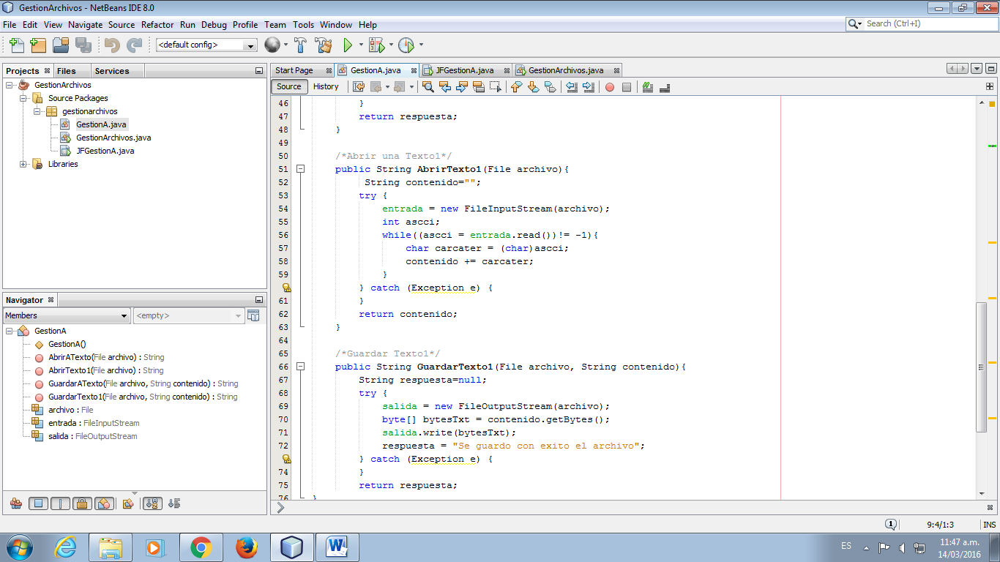 GestionArchivos - NetBeans IDE 8.0
File Edit View Navigate Source Refactor Run Debug Profile Team Tools Window Help
Search (Ctrl+I)
<default config>
Projects Files Services
GestionArchivos
Source Packages
gestionarchivos
GestionA.java
GestionArchivos.java
JFGestionA.java
Libraries
Navigator
Members <empty>
GestionA
GestionA()
AbrirATexto(File archivo) : String
AbrirTexto1(File archivo) : String
GuardarATexto(File archivo, String contenido) : String
GuardarTexto1(File archivo, String contenido) : String
archivo : File
entrada : FileInputStream
salida : FileOutputStream
Start Page GestionA.java JFGestionA.java GestionArchivos.java
Source History
46 }
47 return respuesta;
48 }
49
50 /*Abrir una Texto1*/
51 public String AbrirTexto1(File archivo){
52 String contenido="";
53 try {
54 entrada = new FileInputStream(archivo);
55 int ascci;
56 while((ascci = entrada.read())!= -1){
57 char carcater = (char)ascci;
58 contenido += carcater;
59 }
} catch (Exception e) {
61 }
62 return contenido;
63 }
64
65 /*Guardar Texto1*/
66 public String GuardarTexto1(File archivo, String contenido){
67 String respuesta=null;
68 try {
69 salida = new FileOutputStream(archivo);
70 byte[] bytesTxt = contenido.getBytes();
71 salida.write(bytesTxt);
72 respuesta = "Se guardo con exito el archivo";
} catch (Exception e) {
74 }
75 return respuesta;
76 }
1 9:4/1:3 INS
ES 11:47 a.m.
14/03/2016